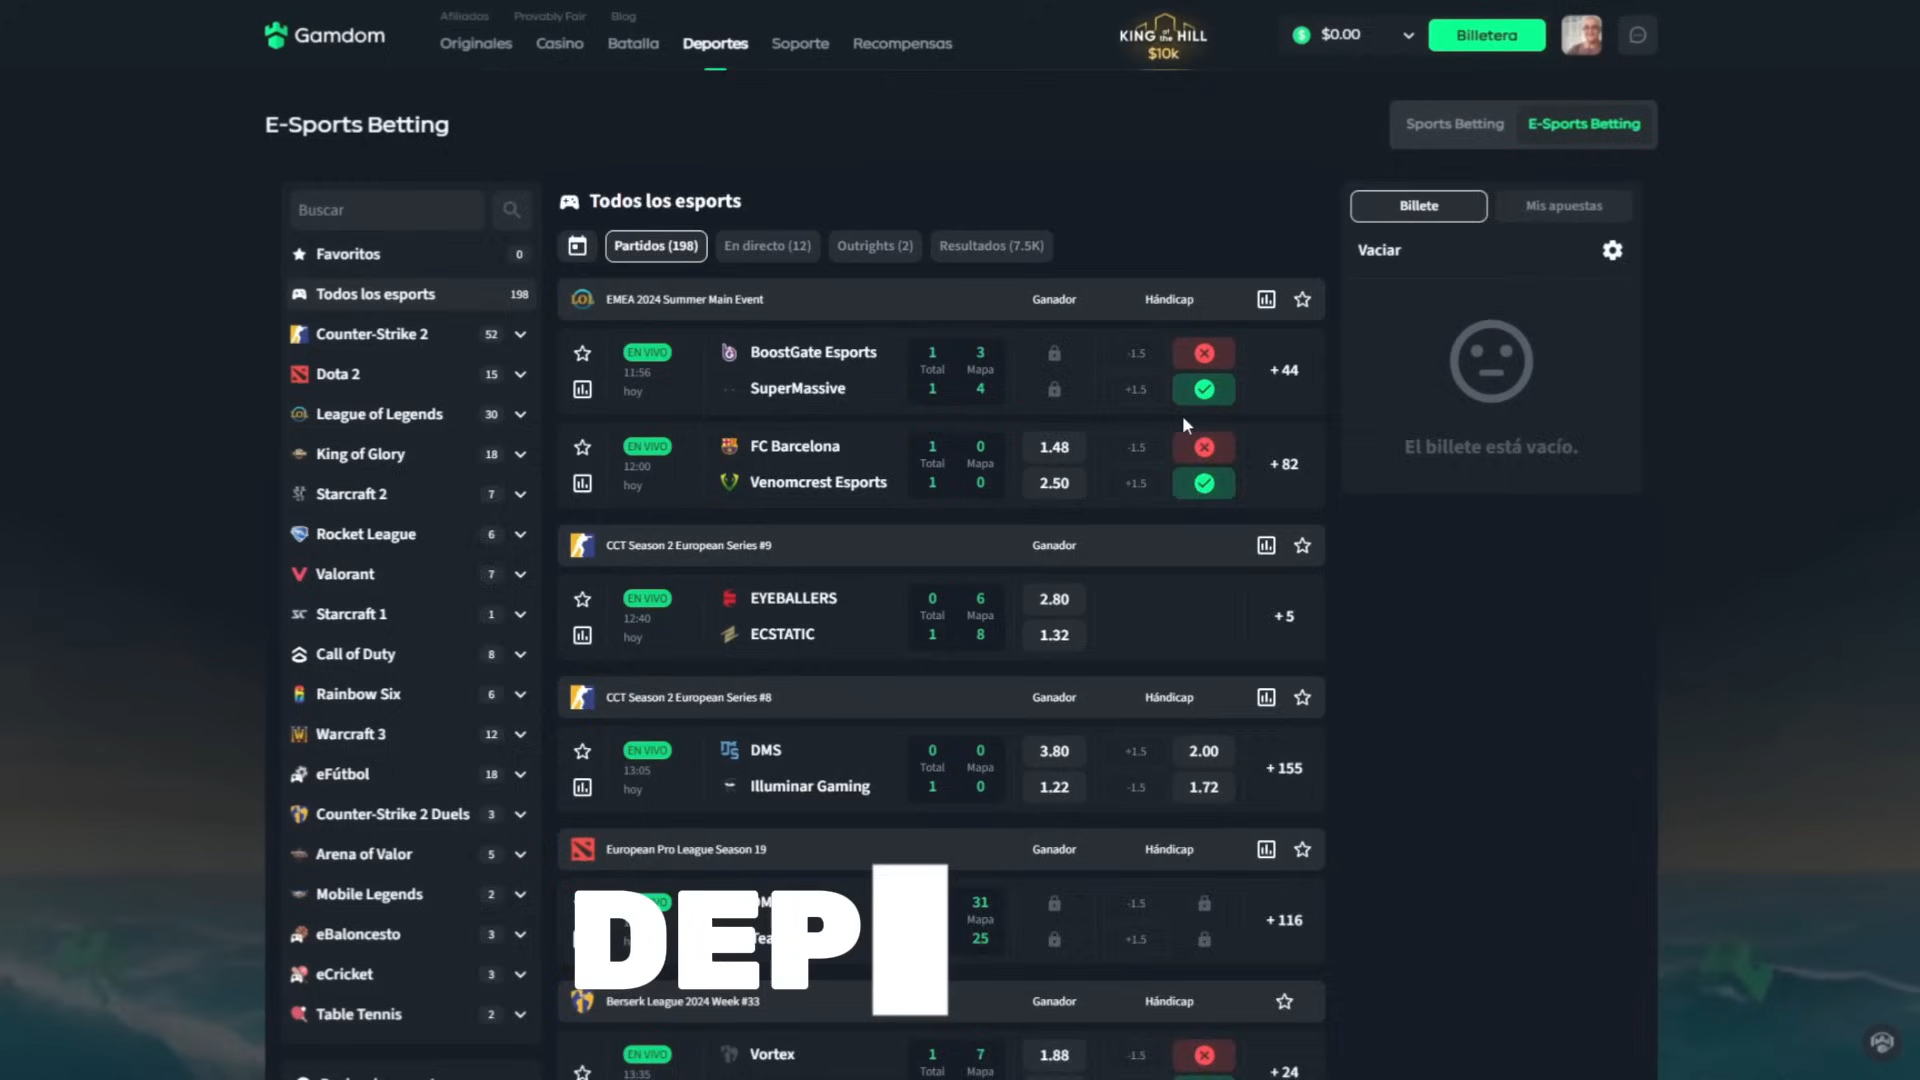 Afiliados Provably Fair Blog
Gamdom
Originales Casino Batalla Deportes Soporte Recompensas
KING of the HILL
$10k
$0.00
Billetera
E-Sports Betting
Sports Betting E-Sports Betting
Buscar
Favoritos 0
Todos los esports 198
Counter-Strike 2 52
Dota 2 15
League of Legends 30
King of Glory 18
Starcraft 2 7
Rocket League 6
Valorant 7
Starcraft 1 1
Call of Duty 8
Rainbow Six 6
Warcraft 3 12
eFútbol 18
Counter-Strike 2 Duels 3
Arena of Valor 5
Mobile Legends 2
eBaloncesto 3
eCricket 3
Table Tennis 2
Todos los esports
Partidos (198) En directo (12) Outrights (2) Resultados (7.5K)
EMEA 2024 Summer Main Event Ganador Hándicap
EN VIVO
11:56
hoy
BoostGate Esports 1 3 -1.5
Total Mapa
SuperMassive 1 4 +1.5
+ 44
EN VIVO
12:00
hoy
FC Barcelona 1 0 1.48 -1.5
Total Mapa
Venomcrest Esports 1 0 2.50 +1.5
+ 82
CCT Season 2 European Series #9 Ganador
EN VIVO
12:40
hoy
EYEBALLERS 0 6 2.80
Total Mapa
ECSTATIC 1 8 1.32
+ 5
CCT Season 2 European Series #8 Ganador Hándicap
EN VIVO
13:05
hoy
DMS 0 0 3.80 +1.5 2.00
Total Mapa
Illuminar Gaming 1 0 1.22 -1.5 1.72
+ 155
European Pro League Season 19 Ganador Hándicap
31 -1.5
Mapa
25 +1.5
+ 116
DEP
Berserk League 2024 Week #33 Ganador Hándicap
EN VIVO
13:35
Vortex 1 7 1.88 -1.5
Total Mapa
+ 24
Billete Mis apuestas
Vaciar
El billete está vacío.